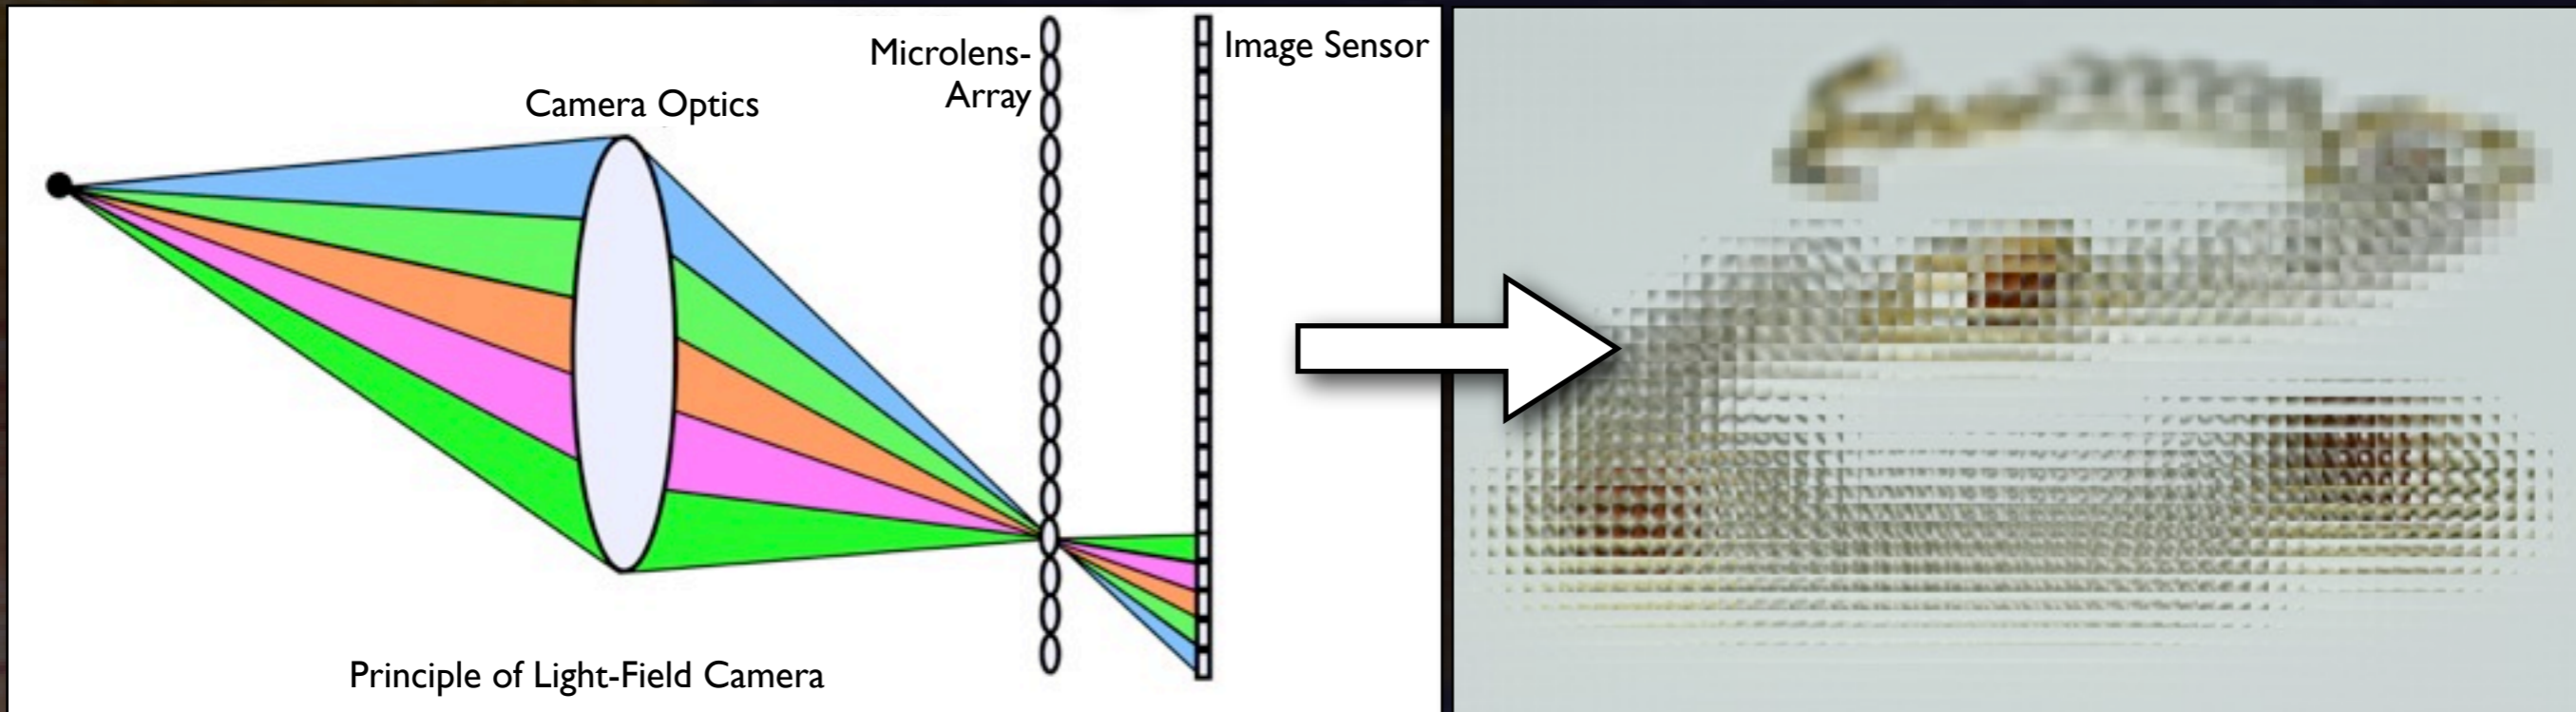 Camera Optics
Microlens-
Array
Image Sensor
Principle of Light-Field Camera